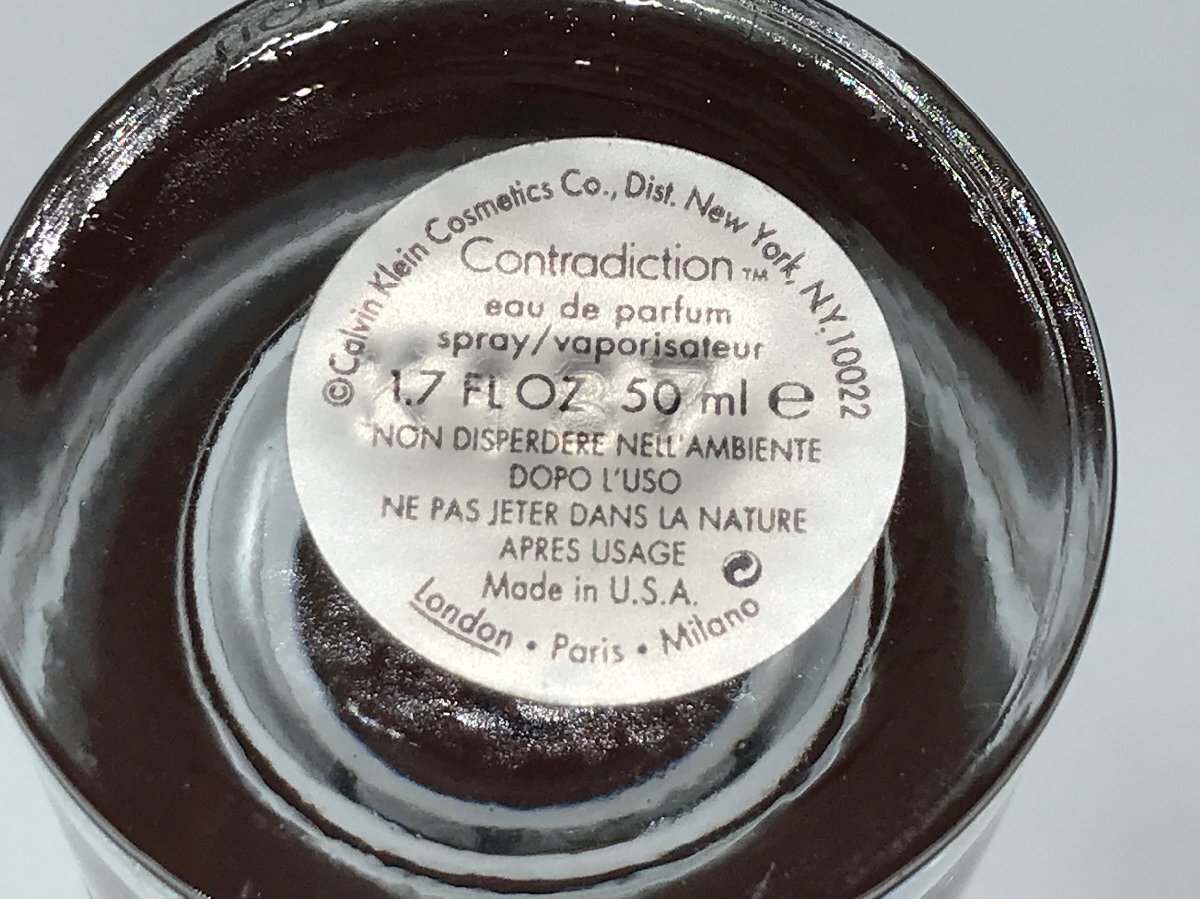 ©Calvin Klein Cosmetics Co., Dist. New York, N.Y.10022
Contradiction™
eau de parfum
spray/vaporisateur
1.7 FL OZ 50 ml ℮
NON DISPERDERE NELL'AMBIENTE
DOPO L'USO
NE PAS JETER DANS LA NATURE
APRES USAGE
Made in U.S.A.
London • Paris • Milano